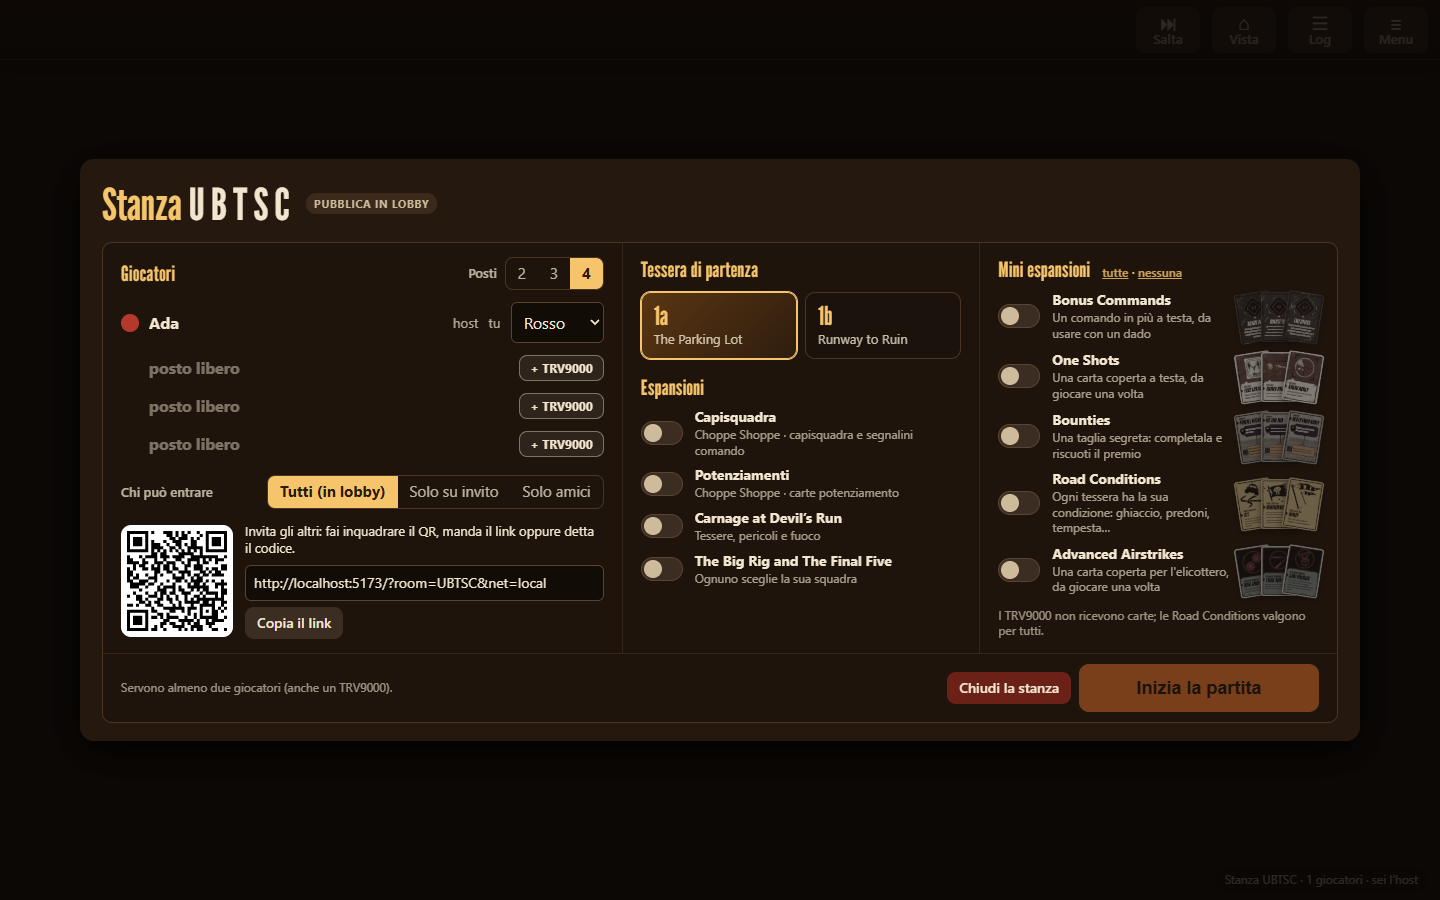 Salta
Vista
Log
Menu
Stanza UBTSC
PUBBLICA IN LOBBY
Giocatori
Posti 2 3 4
Ada
host tu Rosso
posto libero
+ TRV9000
posto libero
+ TRV9000
posto libero
+ TRV9000
Chi può entrare
Tutti (in lobby) Solo su invito Solo amici
Invita gli altri: fai inquadrare il QR, manda il link oppure detta
il codice.
http://localhost:5173/?room=UBTSC&net=local
Copia il link
Tessera di partenza
1a
The Parking Lot
1b
Runway to Ruin
Espansioni
Capisquadra
Choppe Shoppe · capisquadra e segnalini
comando
Potenziamenti
Choppe Shoppe · carte potenziamento
Carnage at Devil's Run
Tessere, pericoli e fuoco
The Big Rig and The Final Five
Ognuno sceglie la sua squadra
Mini espansioni
tutte · nessuna
Bonus Commands
Un comando in più a testa, da
usare con un dado
One Shots
Una carta coperta a testa, da
giocare una volta
Bounties
Una taglia segreta: completala e
riscuoti il premio
Road Conditions
Ogni tessera ha la sua
condizione: ghiaccio, predoni,
tempesta...
Advanced Airstrikes
Una carta coperta per l'elicottero,
da giocare una volta
I TRV9000 non ricevono carte; le Road Conditions valgono
per tutti.
Servono almeno due giocatori (anche un TRV9000).
Chiudi la stanza
Inizia la partita
Stanza UBTSC · 1 giocatori · sei l'host